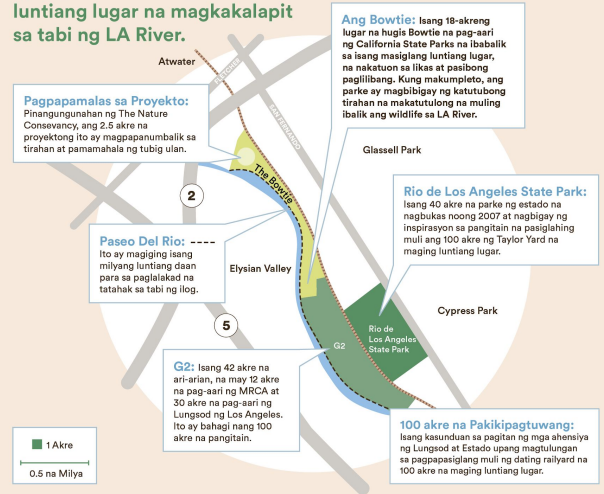 luntiang lugar na magkakalapit
sa tabi ng LA River.
Ang Bowtie: Isang 18-akreng
lugar na hugis Bowtie na pag-aari
ng California State Parks na ibabalik
sa isang masiglang luntiang lugar,
na nakatuon sa likas at pasibong
paglilibang. Kung makumpleto, ang
parke ay magbibigay ng katutubong
tirahan na makatutulong na muling
ibalik ang wildlife sa LA River.
Atwater
FLETCHER
SAN FERNANDO
Pagpapamalas sa Proyekto:
Pinangungunahan ng The Nature
Consevancy, ang 2.5 akre na
proyektong ito ay magpapanumbalik sa
tirahan at pamamahala ng tubig ulan.
Glassell Park
The Bowtie
2
Rio de Los Angeles State Park:
Isang 40 akre na parke ng estado na
nagbukas noong 2007 at nagbigay ng
inspirasyon sa pangitain na pasiglahing
muli ang 100 akre ng Taylor Yard na
maging luntiang lugar.
Paseo Del Rio: ----
Ito ay magiging isang
milyang luntiang daan
para sa paglalakad na
tatahak sa tabi ng ilog.
Elysian Valley
Cypress Park
5
Rio de
Los Angeles
State Park
G2
G2: Isang 42 akre na
ari-arian, na may 12 akre
na pag-aari ng MRCA at
30 akre na pag-aari ng
Lungsod ng Los Angeles.
Ito ay bahagi nang 100
akre na pangitain.
100 akre na Pakikipagtuwang:
Isang kasunduan sa pagitan ng mga ahensiya
ng Lungsod at Estado upang magtulungan
sa pagpapasiglang muli ng dating railyard na
100 akre na maging luntiang lugar.
1 Akre
0.5 na Milya